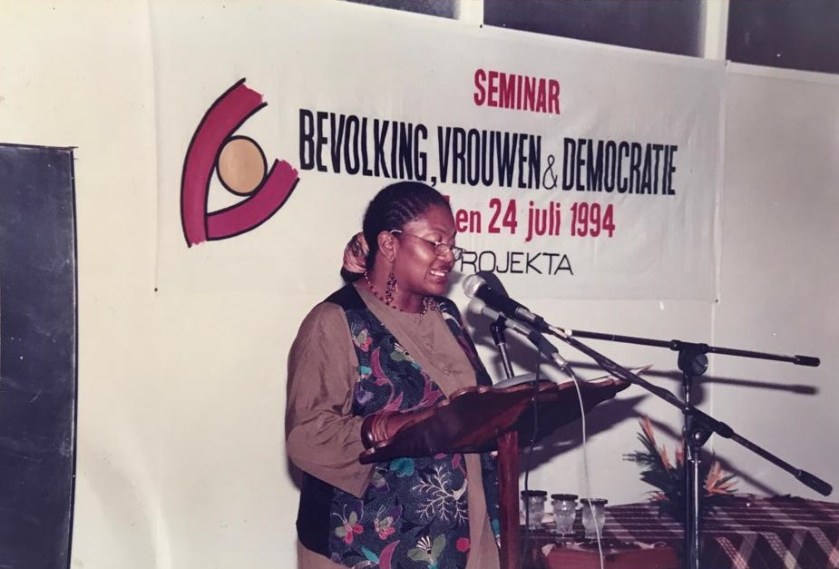 SEMINAR
BEVOLKING, VROUWEN & DEMOCRATIE
en 24 juli 1994
ROJEKTA